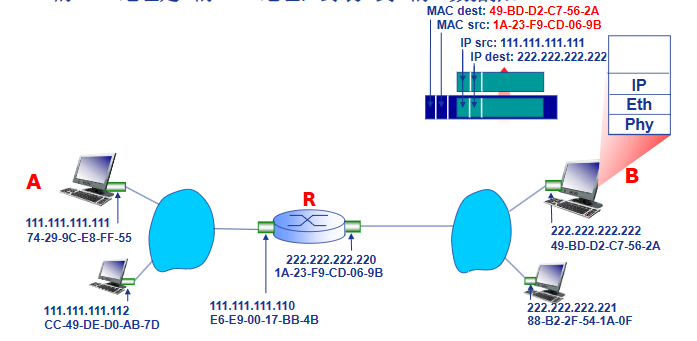 MAC dest: 49-BD-D2-C7-56-2A
MAC src: 1A-23-F9-CD-06-9B
IP src: 111.111.111.111
IP dest: 222.222.222.222
IP
Eth
Phy
A
R
B
111.111.111.111
74-29-9C-E8-FF-55
222.222.222.222
49-BD-D2-C7-56-2A
222.222.222.220
1A-23-F9-CD-06-9B
111.111.111.112
CC-49-DE-D0-AB-7D
111.111.111.110
E6-E9-00-17-BB-4B
222.222.222.221
88-B2-2F-54-1A-0F